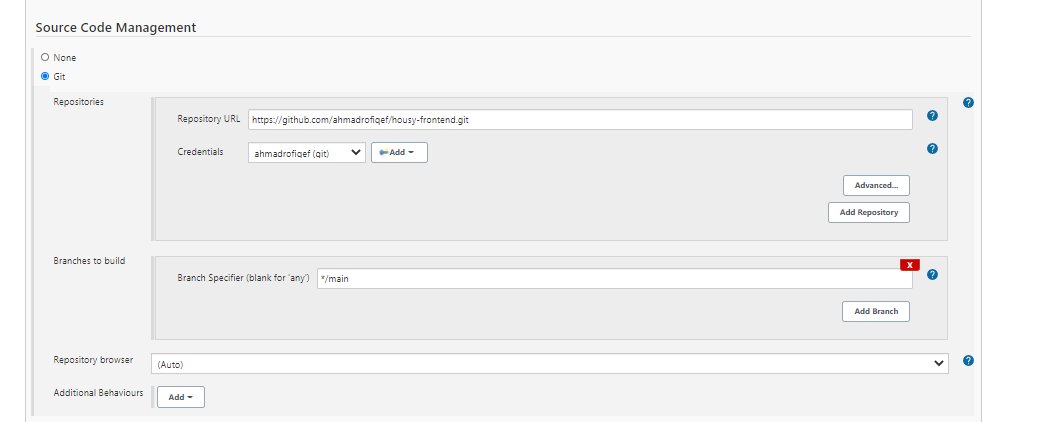 Source Code Management
None
Git
Repositories
Repository URL https://github.com/ahmadrofiqef/housy-frontend.git
Credentials ahmadrofiqef (git) Add
Advanced...
Add Repository
Branches to build
X
Branch Specifier (blank for 'any') */main
Add Branch
Repository browser (Auto)
Additional Behaviours Add